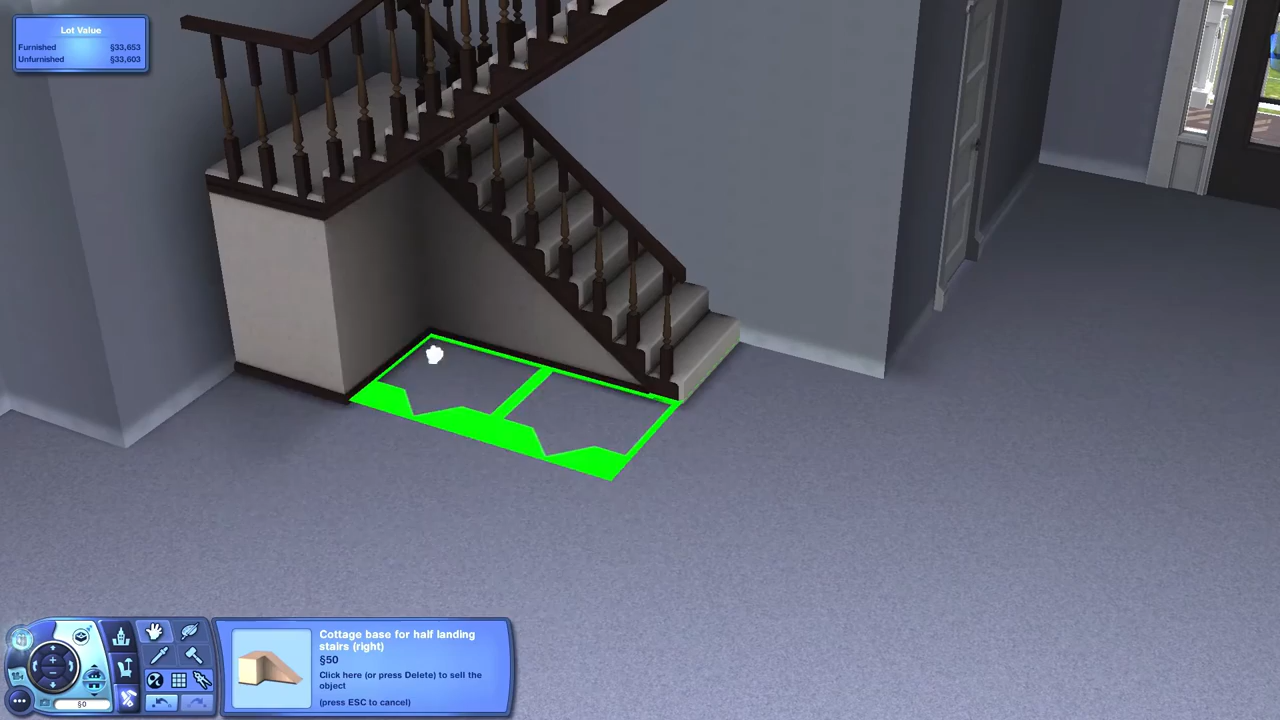 Lot Value
Furnished §33,653
Unfurnished §33,603
Cottage base for half landing
stairs (right)
§50
Click here (or press Delete) to sell the
object
(press ESC to cancel)
§0